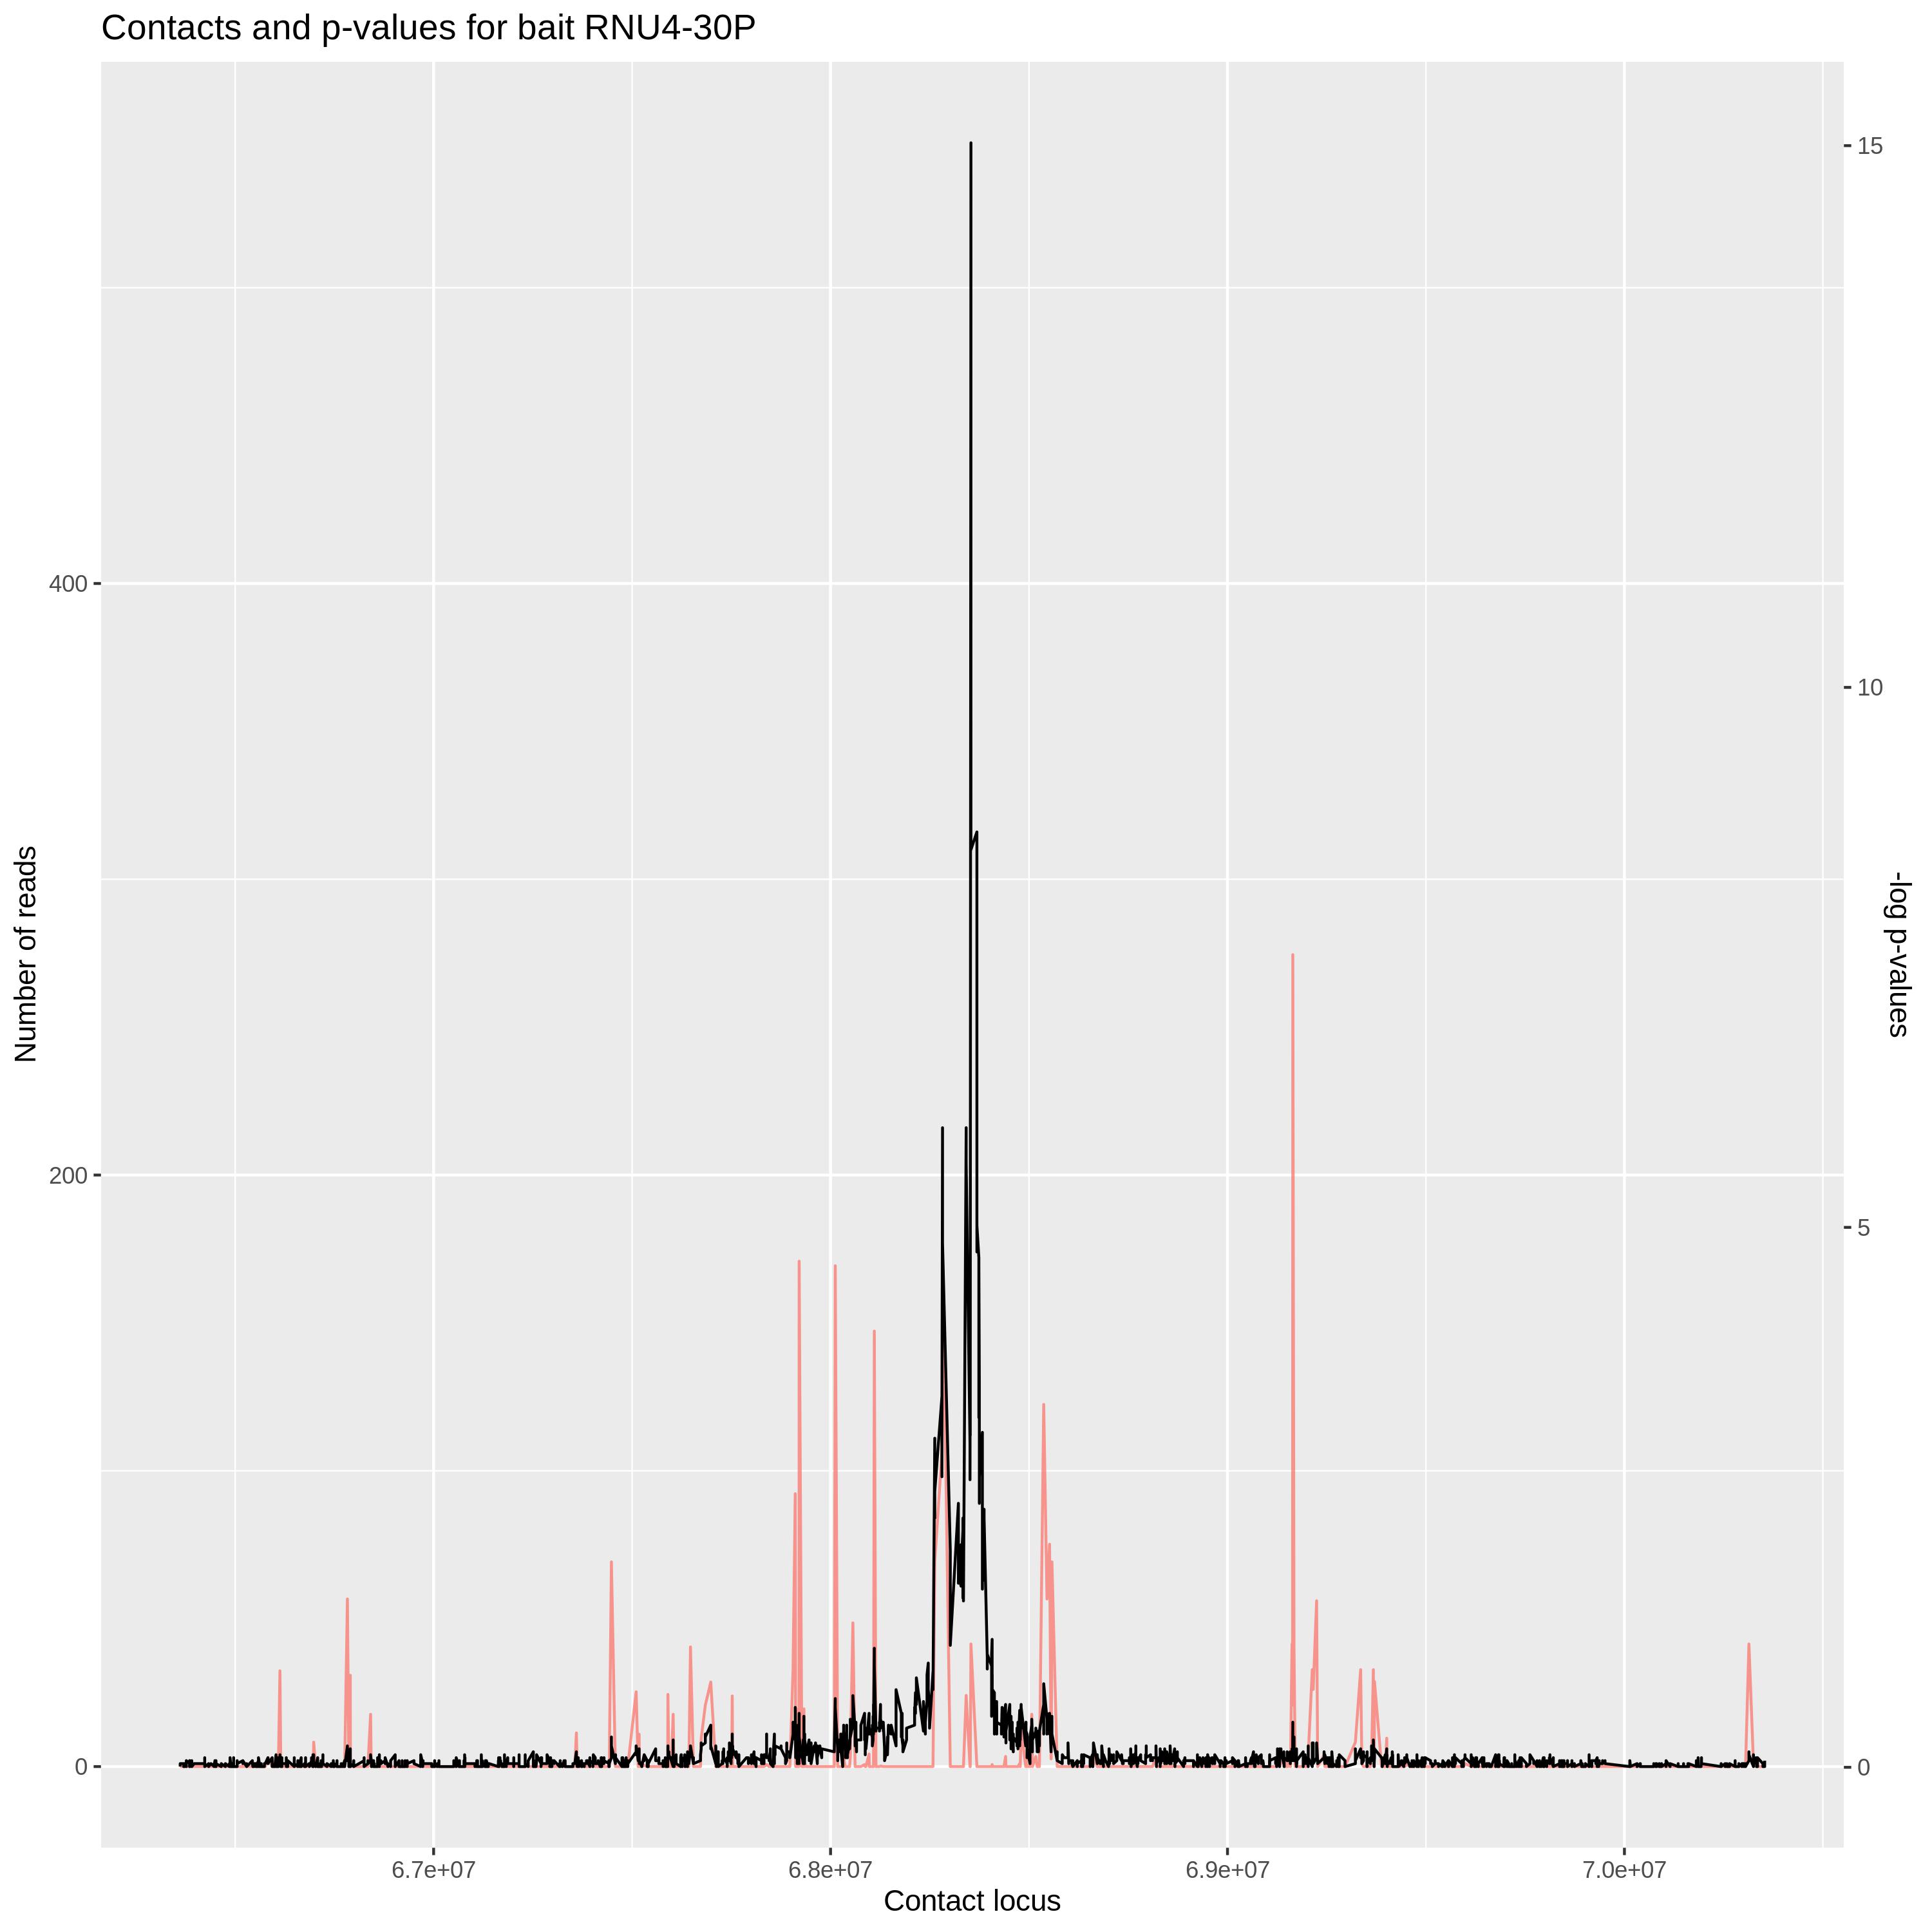 Contacts and p-values for bait RNU4-30P
15
400
10
Number of reads
-log p-values
200
5
0
0
6.7e+07
6.8e+07
6.9e+07
7.0e+07
Contact locus